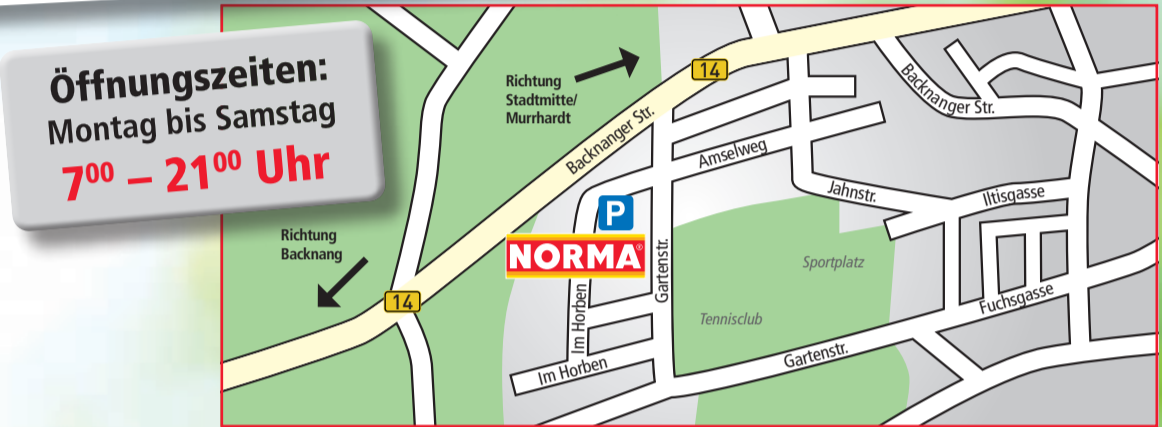 Öffnungszeiten:
Montag bis Samstag
7⁰⁰ – 21⁰⁰ Uhr
Richtung
Stadtmitte/
Murrhardt
14
Backnanger Str.
Backnanger Str.
Amselweg
Jahnstr.
Iltisgasse
P
NORMA®
Richtung
Backnang
14
Im Horben
Gartenstr.
Sportplatz
Tennisclub
Fuchsgasse
Gartenstr.
Im Horben